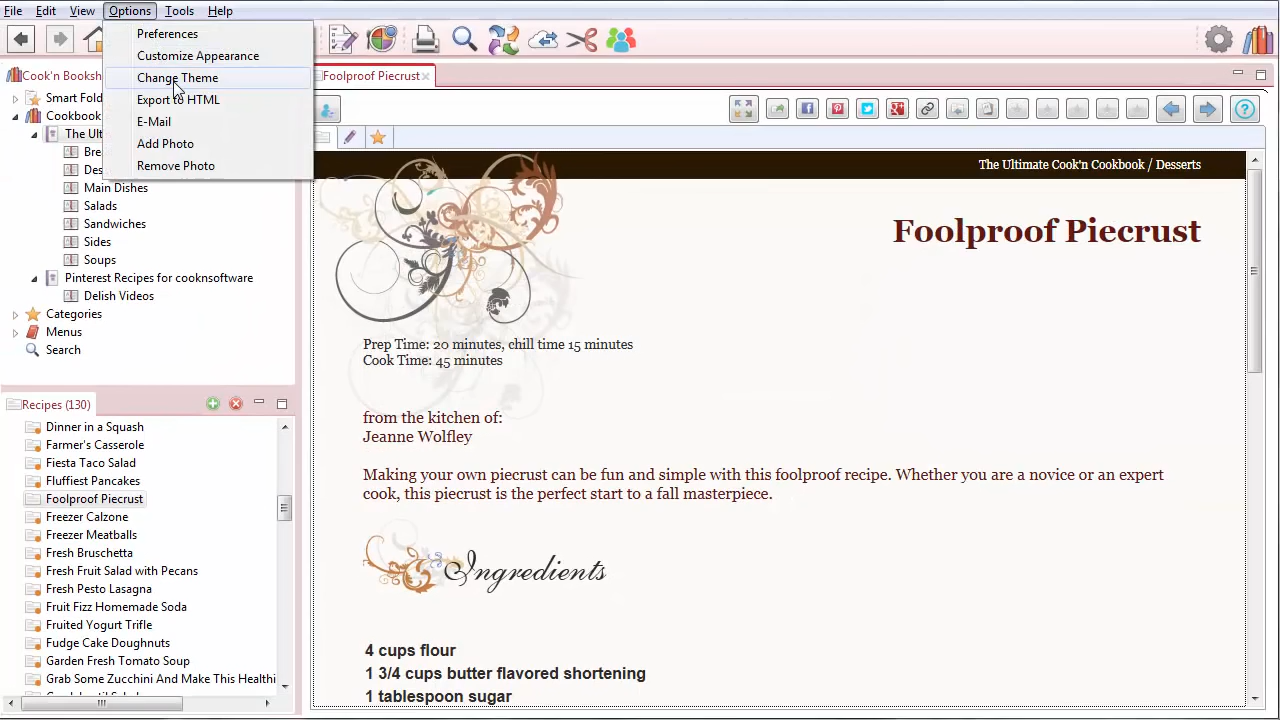 File Edit View Options Tools Help
Preferences
Customize Appearance
Change Theme
Export to HTML
E-Mail
Add Photo
Remove Photo
Cook'n Booksh
Smart Fold
Cookbook
The Ult
Bre
Des
Main Dishes
Salads
Sandwiches
Sides
Soups
Pinterest Recipes for cooknsoftware
Delish Videos
Categories
Menus
Search
Recipes (130)
Dinner in a Squash
Farmer's Casserole
Fiesta Taco Salad
Fluffiest Pancakes
Foolproof Piecrust
Freezer Calzone
Freezer Meatballs
Fresh Bruschetta
Fresh Fruit Salad with Pecans
Fresh Pesto Lasagna
Fruit Fizz Homemade Soda
Fruited Yogurt Trifle
Fudge Cake Doughnuts
Garden Fresh Tomato Soup
Grab Some Zucchini And Make This Healthi
Foolproof Piecrust
The Ultimate Cook'n Cookbook / Desserts
Foolproof Piecrust
Prep Time: 20 minutes, chill time 15 minutes
Cook Time: 45 minutes
from the kitchen of:
Jeanne Wolfley
Making your own piecrust can be fun and simple with this foolproof recipe. Whether you are a novice or an expert
cook, this piecrust is the perfect start to a fall masterpiece.
Ingredients
4 cups flour
1 3/4 cups butter flavored shortening
1 tablespoon sugar